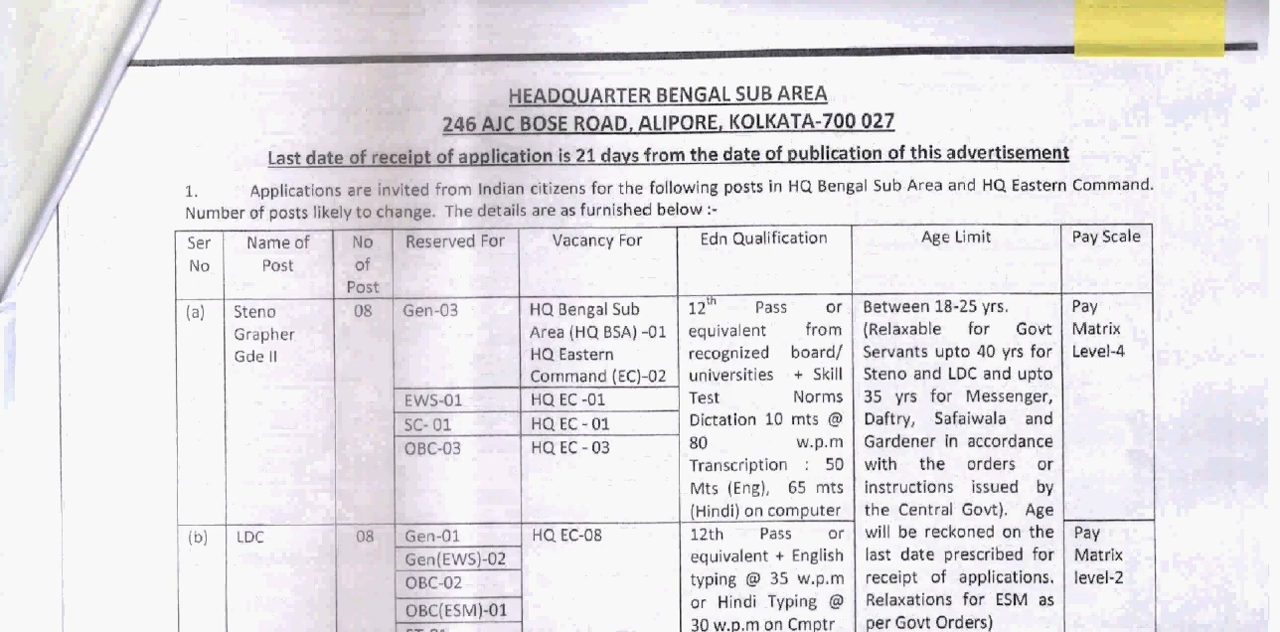 HEADQUARTER BENGAL SUB AREA
246 AJC BOSE ROAD, ALIPORE, KOLKATA-700 027
Last date of receipt of application is 21 days from the date of publication of this advertisement
1. Applications are invited from Indian citizens for the following posts in HQ Bengal Sub Area and HQ Eastern Command.
Number of posts likely to change. The details are as furnished below :-
Ser No
Name of Post
No of Post
Reserved For
Vacancy For
Edn Qualification
Age Limit
Pay Scale
(a)
Steno
Grapher
Gde II
08
Gen-03
HQ Bengal Sub
Area (HQ BSA) -01
HQ Eastern
Command (EC)-02
EWS-01
HQ EC -01
SC- 01
HQ EC - 01
OBC-03
HQ EC - 03
12th Pass or
equivalent from
recognized board/
universities + Skill
Test Norms
Dictation 10 mts @
80 w.p.m
Transcription : 50
Mts (Eng), 65 mts
(Hindi) on computer
Between 18-25 yrs.
(Relaxable for Govt
Servants upto 40 yrs for
Steno and LDC and upto
35 yrs for Messenger,
Daftry, Safaiwala and
Gardener in accordance
with the orders or
instructions issued by
the Central Govt). Age
will be reckoned on the
last date prescribed for
receipt of applications.
Relaxations for ESM as
per Govt Orders)
Pay
Matrix
Level-4
(b)
LDC
08
Gen-01
Gen(EWS)-02
OBC-02
OBC(ESM)-01
HQ EC-08
12th Pass or
equivalent + English
typing @ 35 w.p.m
or Hindi Typing @
30 w.p.m on Cmptr
Pay
Matrix
level-2